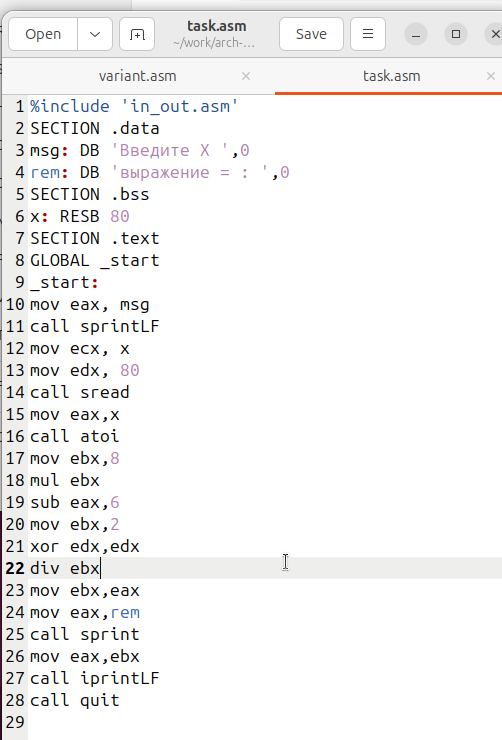 Open
task.asm
~/work/arch-...
Save
variant.asm
task.asm
1 %include 'in_out.asm'
2 SECTION .data
3 msg: DB 'Введите X ',0
4 rem: DB 'выражение = : ',0
5 SECTION .bss
6 x: RESB 80
7 SECTION .text
8 GLOBAL _start
9 _start:
10 mov eax, msg
11 call sprintLF
12 mov ecx, x
13 mov edx, 80
14 call sread
15 mov eax,x
16 call atoi
17 mov ebx,8
18 mul ebx
19 sub eax,6
20 mov ebx,2
21 xor edx,edx
22 div ebx
23 mov ebx,eax
24 mov eax,rem
25 call sprint
26 mov eax,ebx
27 call iprintLF
28 call quit
29